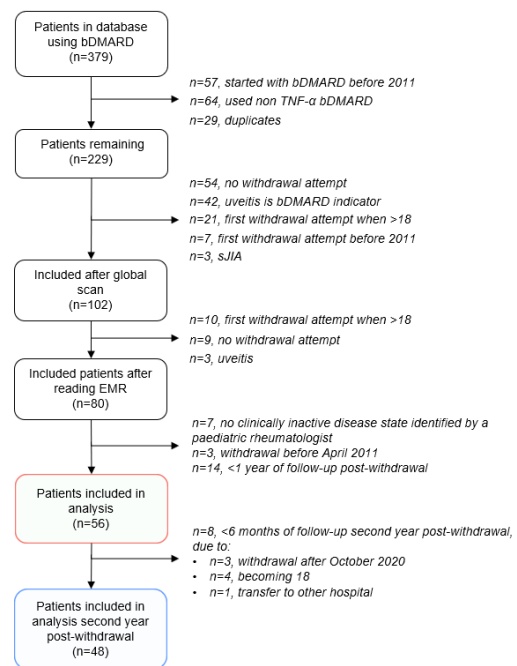 Patients in database
using bDMARD
(n=379)
n=57, started with bDMARD before 2011
n=64, used non TNF-α bDMARD
n=29, duplicates
Patients remaining
(n=229)
n=54, no withdrawal attempt
n=42, uveitis is bDMARD indicator
n=21, first withdrawal attempt when >18
n=7, first withdrawal attempt before 2011
n=3, sJIA
Included after global
scan
(n=102)
n=10, first withdrawal attempt when >18
n=9, no withdrawal attempt
n=3, uveitis
Included patients after
reading EMR
(n=80)
n=7, no clinically inactive disease state identified by a
paediatric rheumatologist
n=3, withdrawal before April 2011
n=14, <1 year of follow-up post-withdrawal
Patients included in
analysis
(n=56)
n=8, <6 months of follow-up second year post-withdrawal,
due to:
• n=3, withdrawal after October 2020
• n=4, becoming 18
• n=1, transfer to other hospital
Patients included in
analysis second year
post-withdrawal
(n=48)